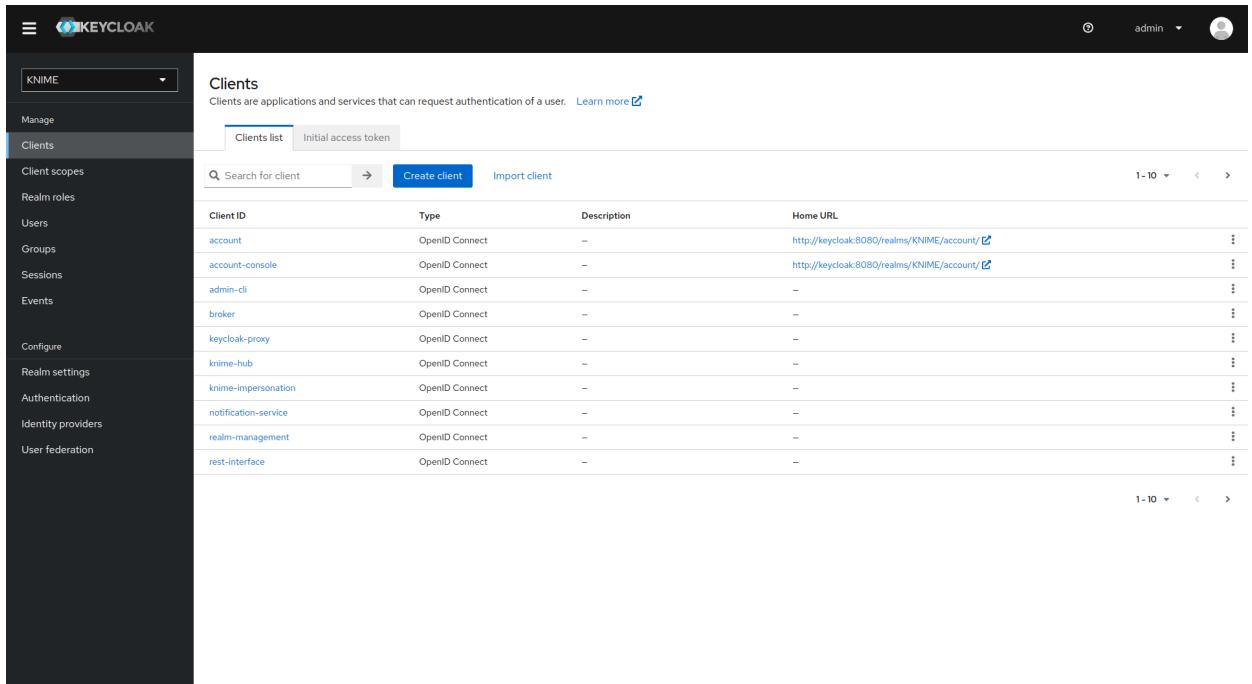 KEYCLOAK
admin
KNIME
Manage
Clients
Client scopes
Realm roles
Users
Groups
Sessions
Events
Configure
Realm settings
Authentication
Identity providers
User federation
Clients
Clients are applications and services that can request authentication of a user. Learn more
Clients list Initial access token
Search for client Create client Import client 1 - 10
Client ID Type Description Home URL
account OpenID Connect – http://keycloak:8080/realms/KNIME/account/
account-console OpenID Connect – http://keycloak:8080/realms/KNIME/account/
admin-cli OpenID Connect – –
broker OpenID Connect – –
keycloak-proxy OpenID Connect – –
knime-hub OpenID Connect – –
knime-impersonation OpenID Connect – –
notification-service OpenID Connect – –
realm-management OpenID Connect – –
rest-interface OpenID Connect – –
1 - 10